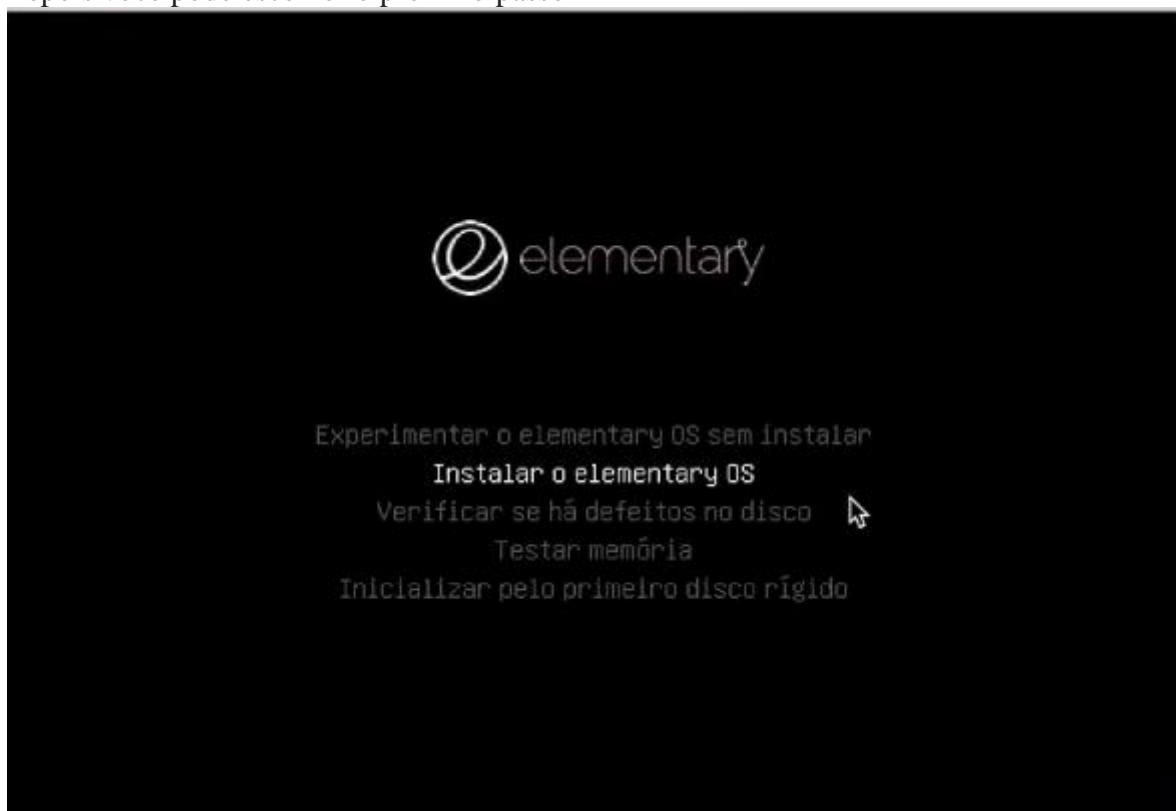 elementary
Experimentar o elementary OS sem instalar
Instalar o elementary OS
Verificar se há defeitos no disco
Testar memória
Inicializar pelo primeiro disco rígido